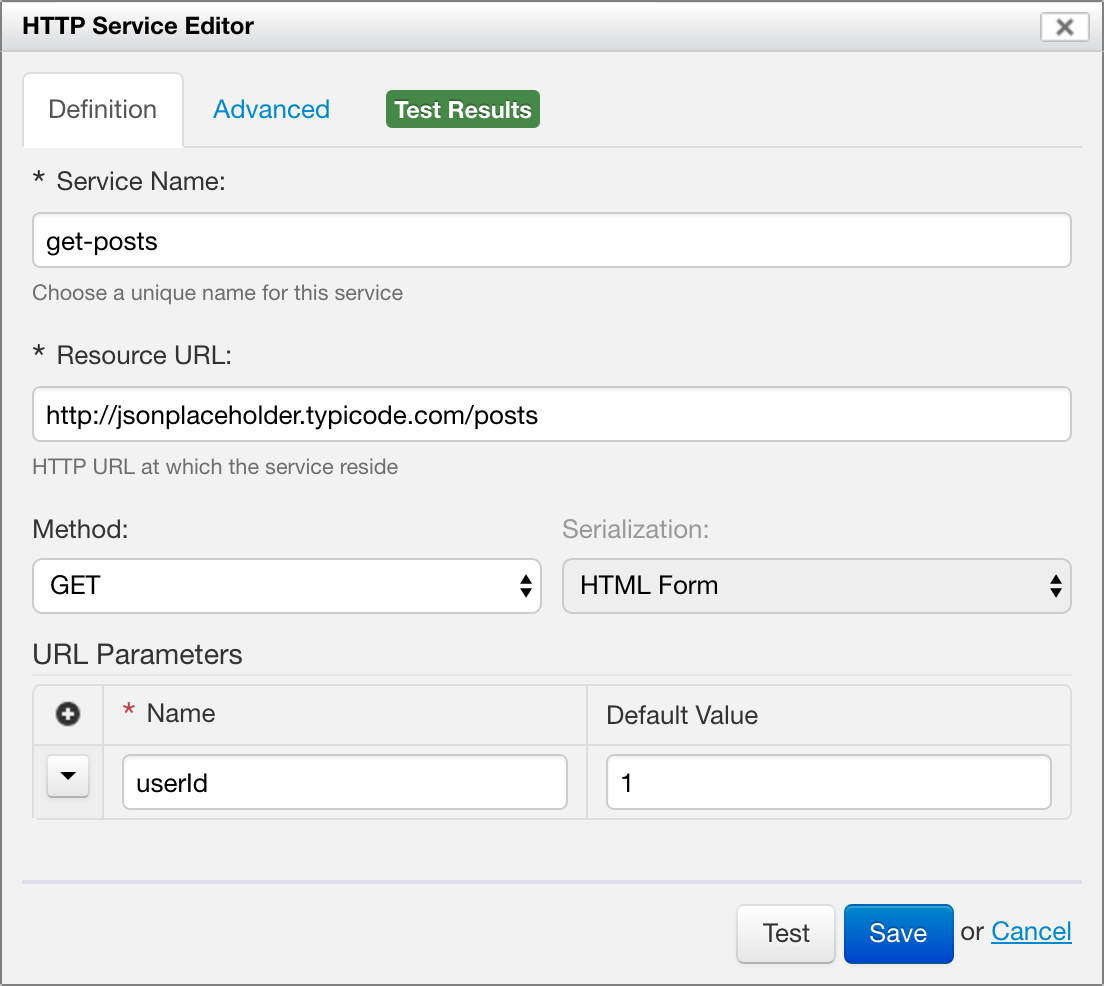 HTTP Service Editor
Definition Advanced Test Results
* Service Name:
get-posts
Choose a unique name for this service
* Resource URL:
http://jsonplaceholder.typicode.com/posts
HTTP URL at which the service reside
Method: Serialization:
GET HTML Form
URL Parameters
* Name Default Value
userId 1
Test Save or Cancel